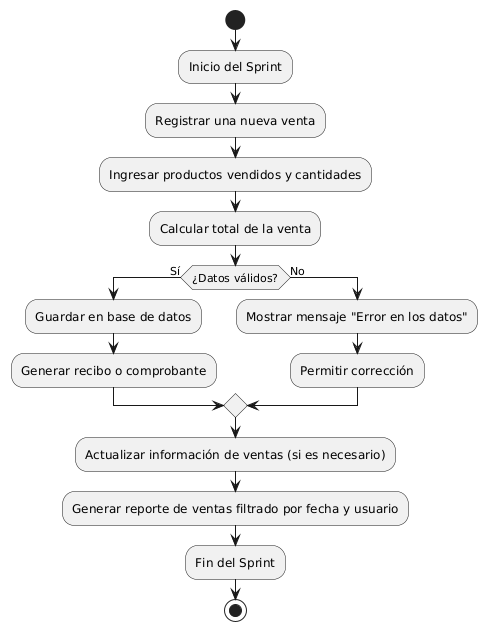 Inicio del Sprint
Registrar una nueva venta
Ingresar productos vendidos y cantidades
Calcular total de la venta
¿Datos válidos?
Sí
No
Guardar en base de datos
Mostrar mensaje "Error en los datos"
Generar recibo o comprobante
Permitir corrección
Actualizar información de ventas (si es necesario)
Generar reporte de ventas filtrado por fecha y usuario
Fin del Sprint